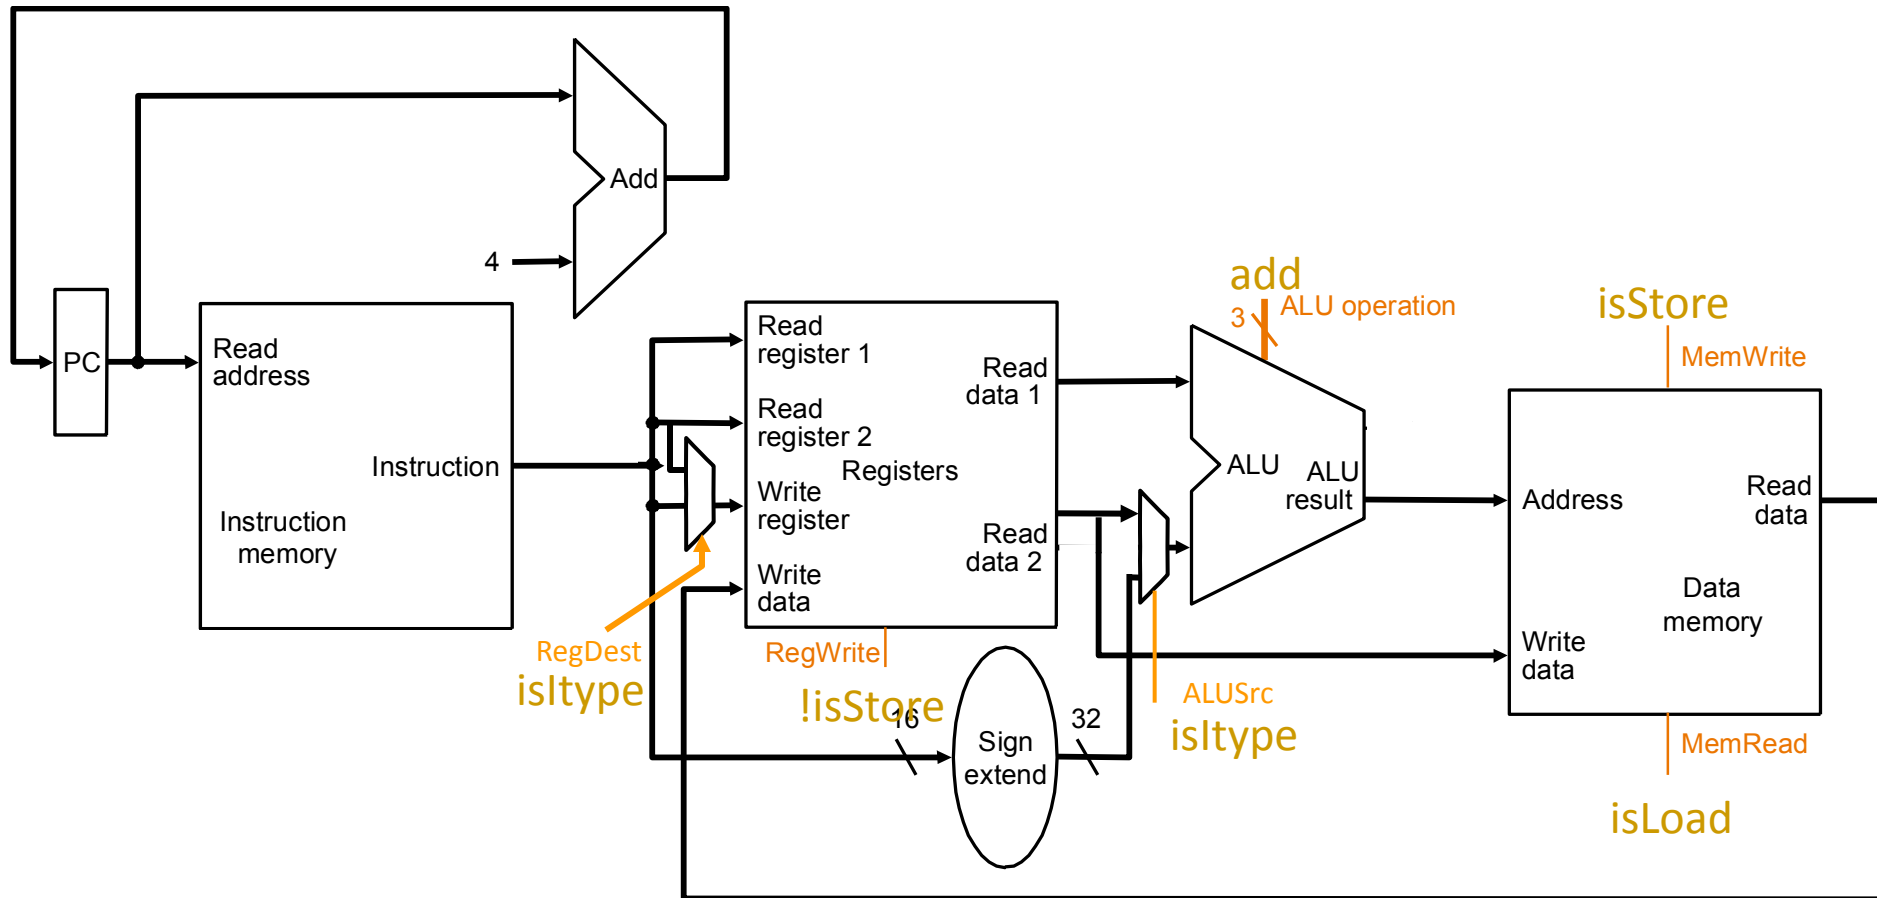 Add
4
PC
Read
address
Instruction
Instruction
memory
Read
register 1
Read
register 2
Registers
Write
register
Write
data
Read
data 1
Read
data 2
RegDest
isItype
RegWrite
!isStore
16
Sign
extend
32
add
3
ALU operation
ALU
ALU
result
ALUSrc
isItype
isStore
MemWrite
Address
Read
data
Data
memory
Write
data
MemRead
isLoad